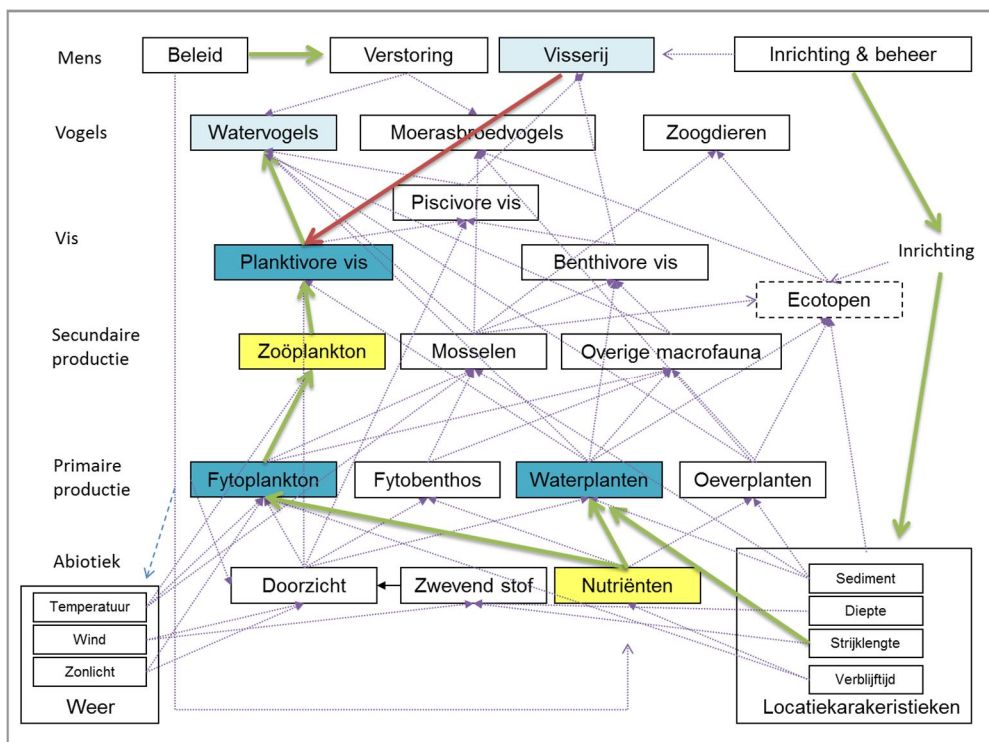 Mens
Beleid
Verstoring
Visserij
Inrichting & beheer
Vogels
Watervogels
Moerasbroedvogels
Zoogdieren
Piscivore vis
Vis
Planktivore vis
Benthivore vis
Inrichting
Ecotopen
Secundaire
productie
Zoöplankton
Mosselen
Overige macrofauna
Primaire
productie
Fytoplankton
Fytobenthos
Waterplanten
Oeverplanten
Abiotiek
Doorzicht
Zwevend stof
Nutriënten
Temperatuur
Wind
Zonlicht
Weer
Sediment
Diepte
Strijklengte
Verblijftijd
Locatiekarakeristieken